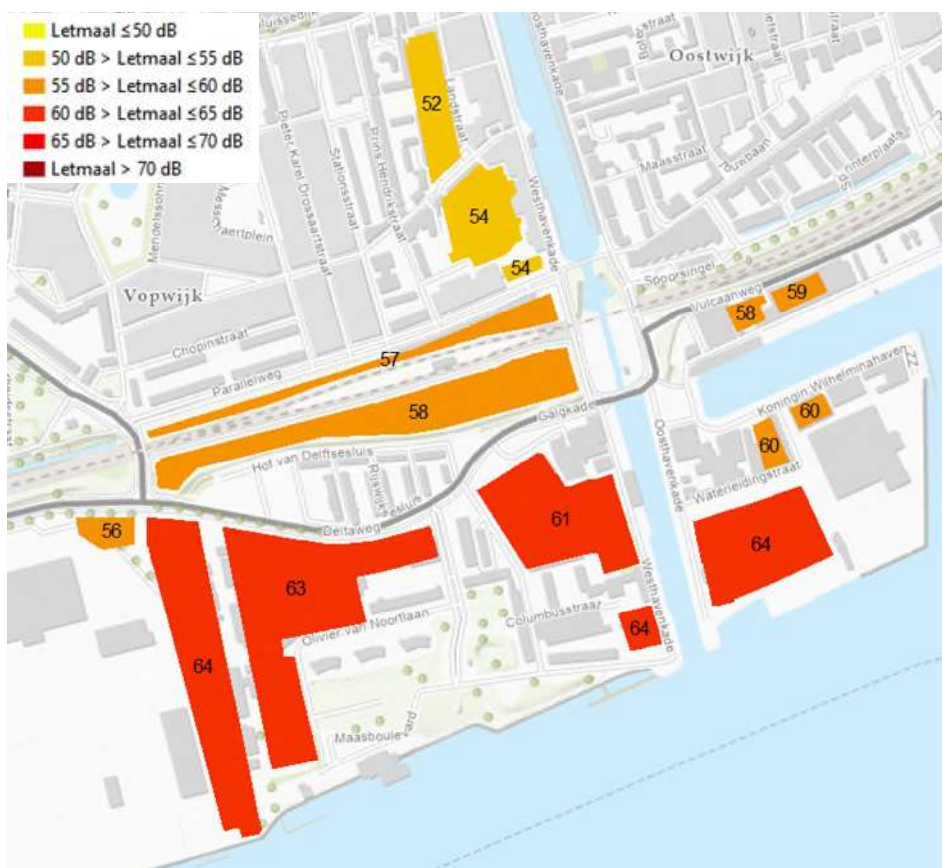 Letmaal ≤50 dB
50 dB > Letmaal ≤55 dB
55 dB > Letmaal ≤60 dB
60 dB > Letmaal ≤65 dB
65 dB > Letmaal ≤70 dB
Letmaal > 70 dB
Oosthavenkade
Oostwijk
52
Landstraat
Pieter Karel Drossaartstraat
Stationsstraat
Prins Hendrikstraat
Maasstraat
Westhavenkade
Mendelssohn
54
54
Spoorsingel
Vulcaanweg
59
58
Vopwijk
Chopinstraat
Parallelweg
57
58
Galgkade
Koningin Wilhelminahaven
ZZ
60
60
Oosthavenkade
Waterleidingstraat
Hof van Delftsesluis
Deltaweg
56
61
64
63
Westhavenkade
Columbusstraat
64
Olivier van Noortlaan
64
Maasboulevard